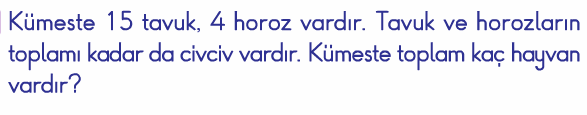 Kümeste 15 tavuk, 4 horoz vardır. Tavuk ve horozların
toplamı kadar da civciv vardır. Kümeste toplam kaç hayvan
vardır?